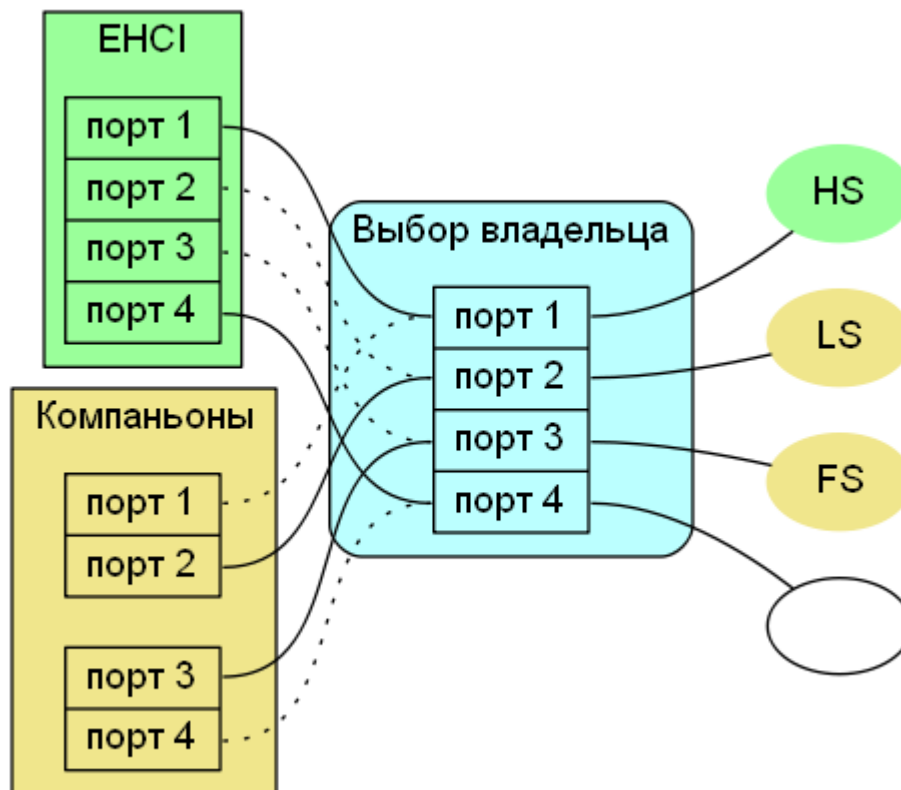 EHCI
порт 1
порт 2
порт 3
порт 4
Компаньоны
порт 1
порт 2
порт 3
порт 4
Выбор владельца
порт 1
порт 2
порт 3
порт 4
HS
LS
FS